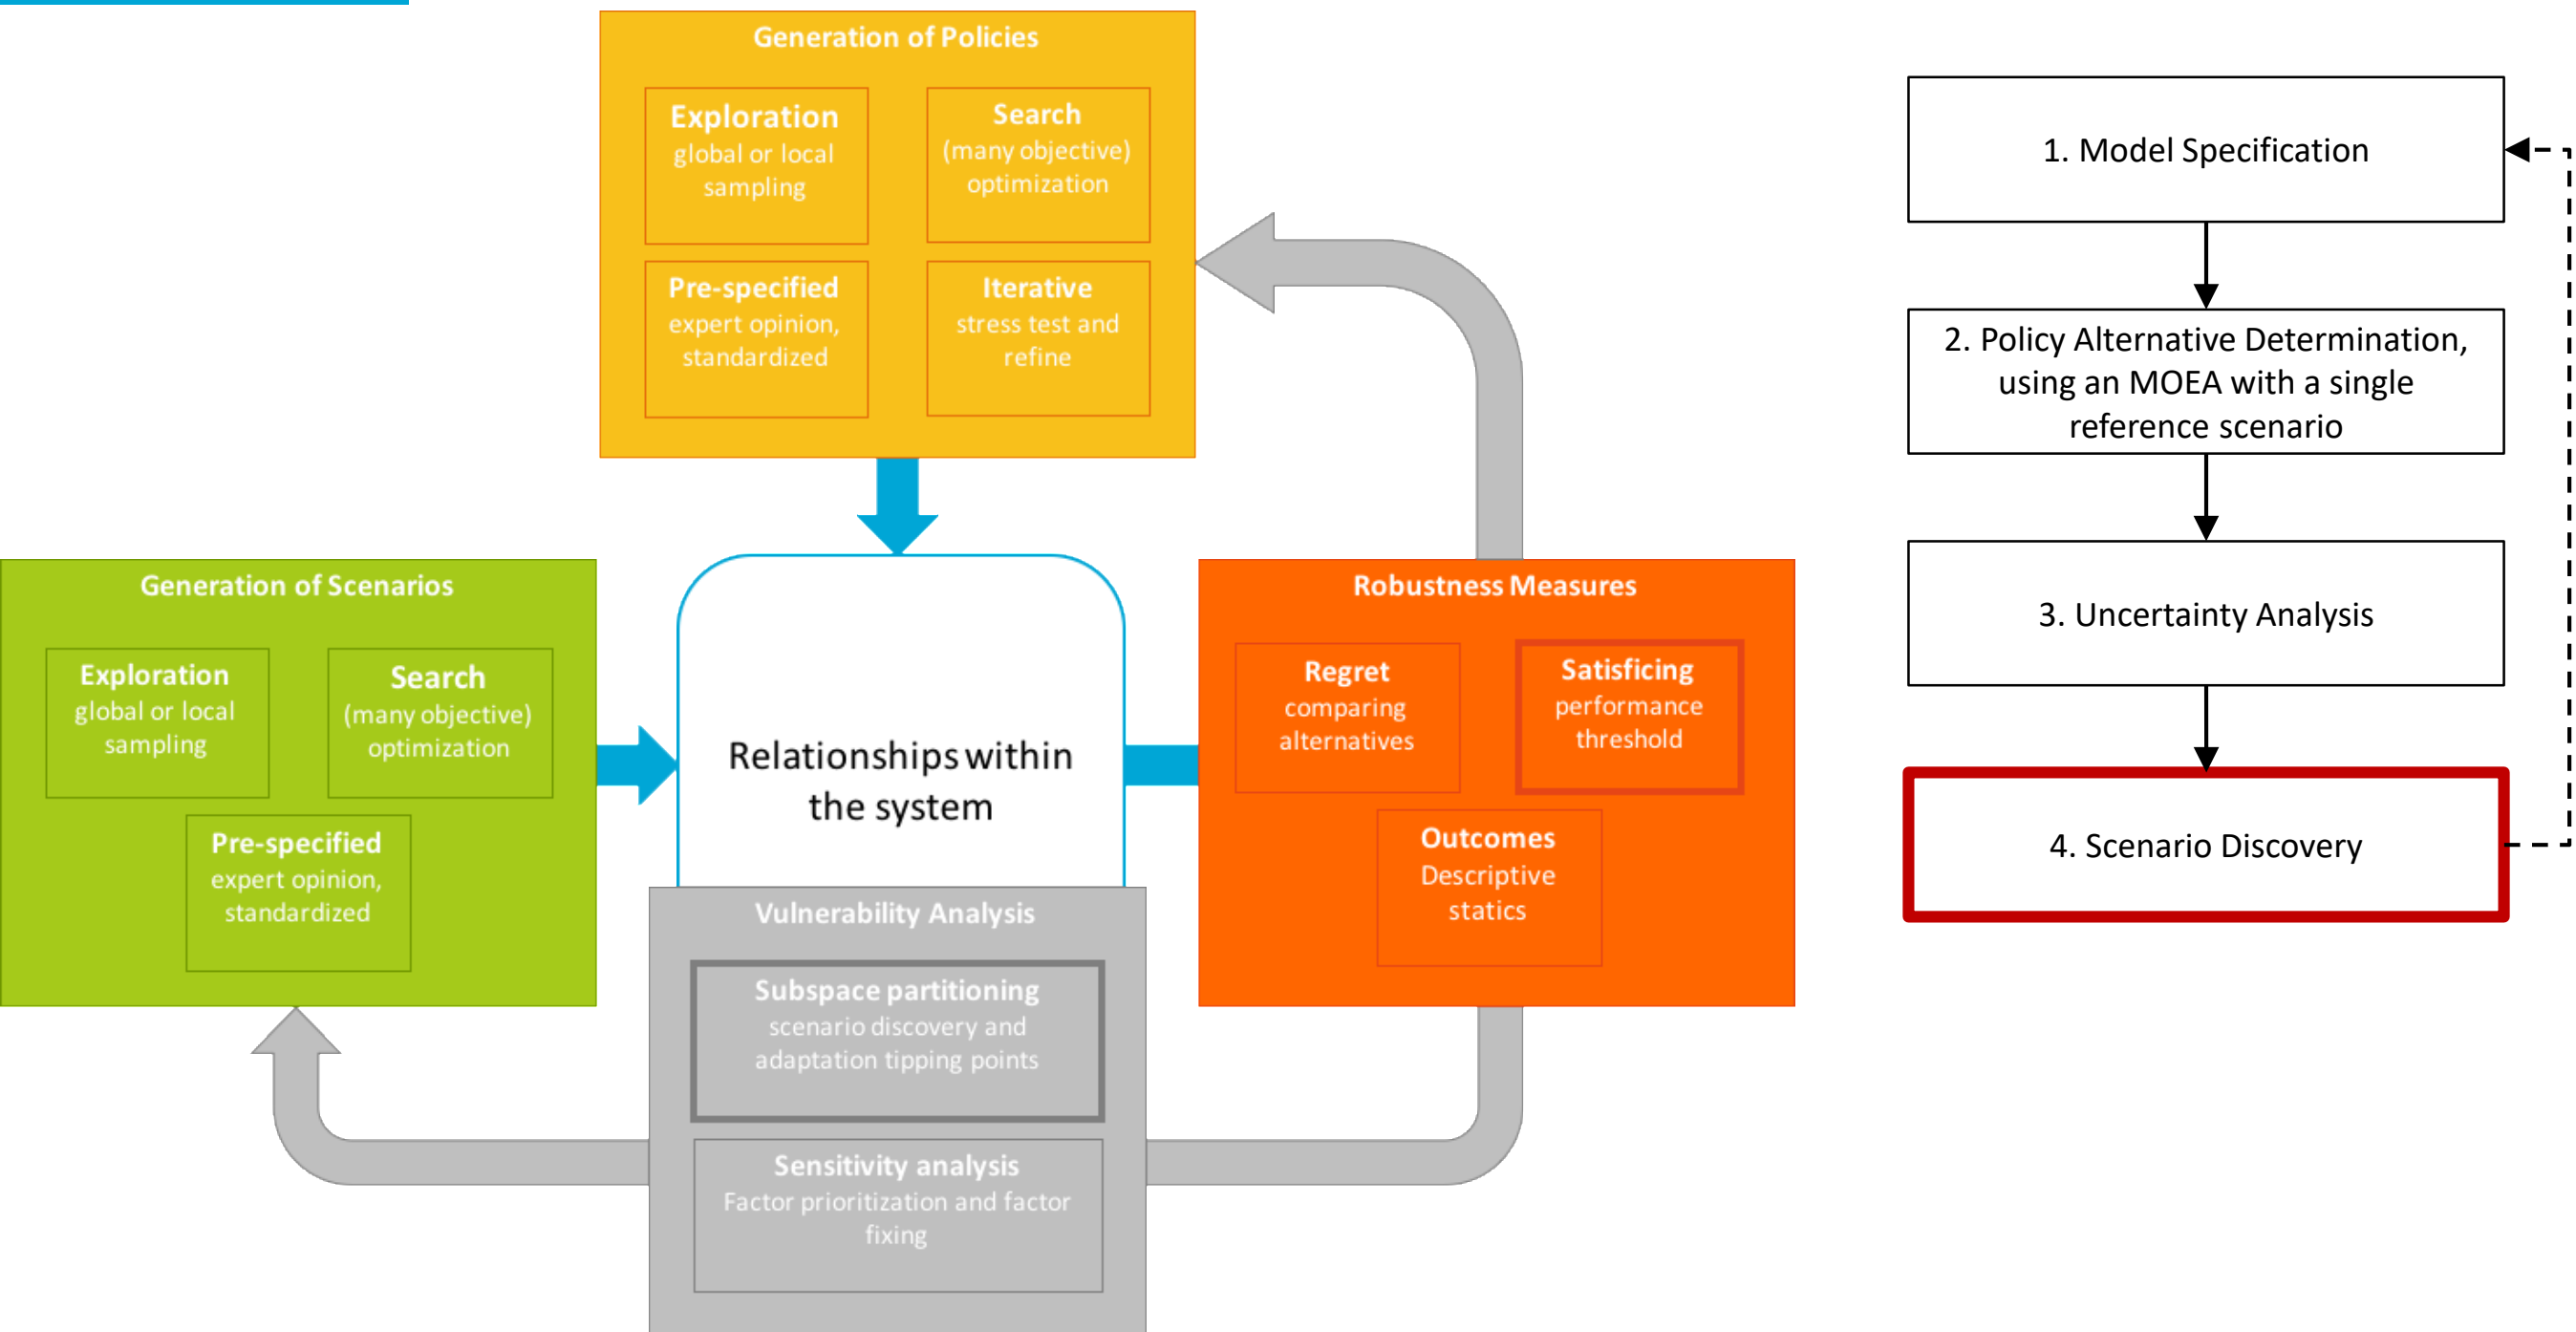 Generation of Policies
Exploration
global or local
sampling
Search
(many objective)
optimization
Pre-specified
expert opinion,
standardized
Iterative
stress test and
refine
Generation of Scenarios
Exploration
global or local
sampling
Search
(many objective)
optimization
Pre-specified
expert opinion,
standardized
Relationships within
the system
Robustness Measures
Regret
comparing
alternatives
Satisficing
performance
threshold
Outcomes
Descriptive
statics
Vulnerability Analysis
Subspace partitioning
scenario discovery and
adaptation tipping points
Sensitivity analysis
Factor prioritization and factor
fixing
1. Model Specification
2. Policy Alternative Determination,
using an MOEA with a single
reference scenario
3. Uncertainty Analysis
4. Scenario Discovery